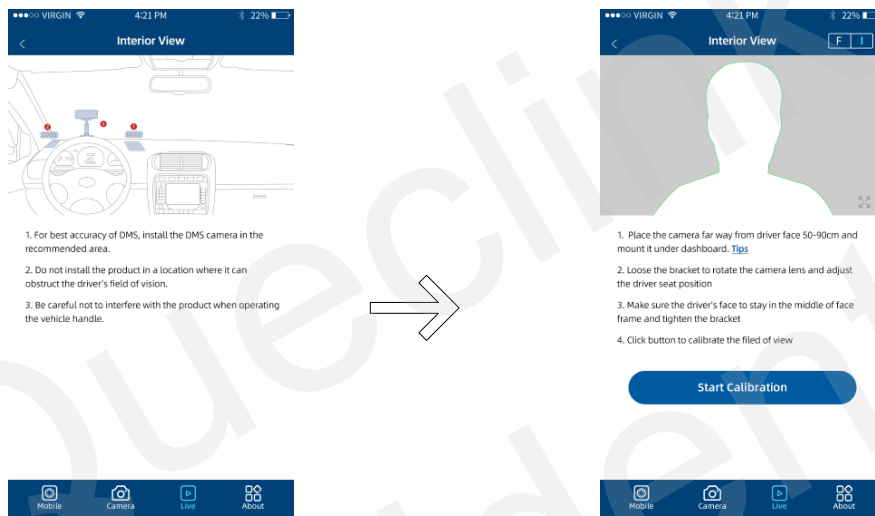 VIRGIN 4:21 PM 22%
Interior View
1. For best accuracy of DMS, install the DMS camera in the
recommended area.
2. Do not install the product in a location where it can
obstruct the driver's field of vision.
3. Be careful not to interfere with the product when operating
the vehicle handle.
Mobile Camera Live About
VIRGIN 4:21 PM 22%
Interior View F I
1. Place the camera far way from driver face 50-90cm and
mount it under dashboard. Tips
2. Loose the bracket to rotate the camera lens and adjust
the driver seat position
3. Make sure the driver's face to stay in the middle of face
frame and tighten the bracket
4. Click button to calibrate the filed of view
Start Calibration
Mobile Camera Live About
Queclink